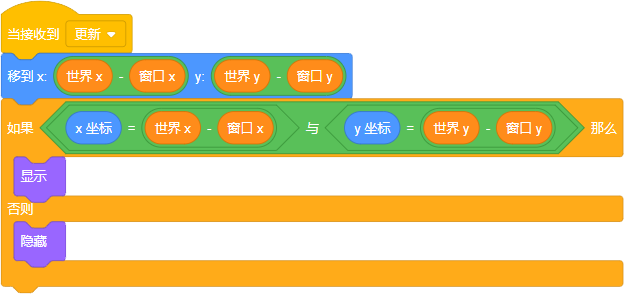 当接收到 更新
移到 x: 世界 x - 窗口 x y: 世界 y - 窗口 y
如果 x 坐标 = 世界 x - 窗口 x 与 y 坐标 = 世界 y - 窗口 y 那么
显示
否则
隐藏